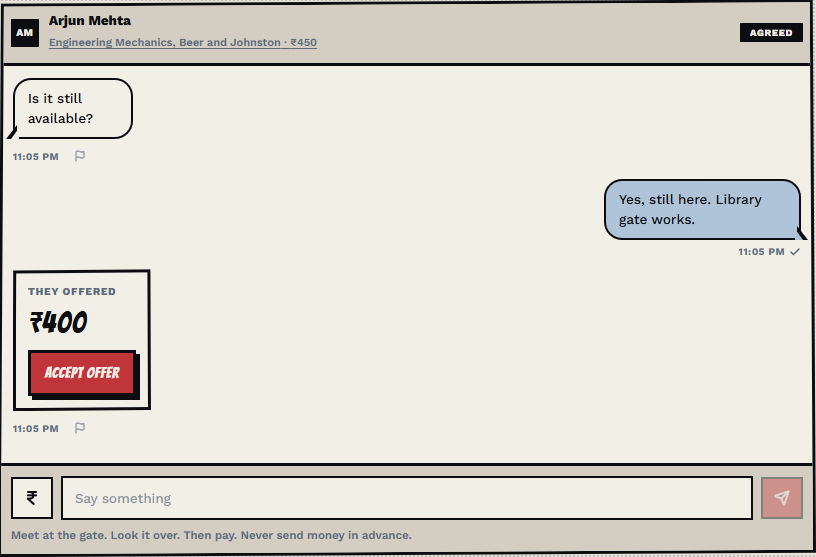 AM
Arjun Mehta
Engineering Mechanics, Beer and Johnston · ₹450
AGREED
Is it still
available?
11:05 PM
Yes, still here. Library
gate works.
11:05 PM
THEY OFFERED
₹400
ACCEPT OFFER
11:05 PM
₹
Say something
Meet at the gate. Look it over. Then pay. Never send money in advance.